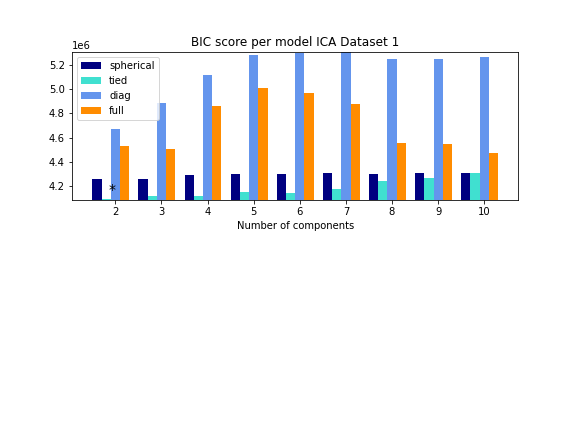 BIC score per model ICA Dataset 1
1e6
5.2
5.0
4.8
4.6
4.4
4.2
spherical
tied
diag
full
*
2 3 4 5 6 7 8 9 10
Number of components